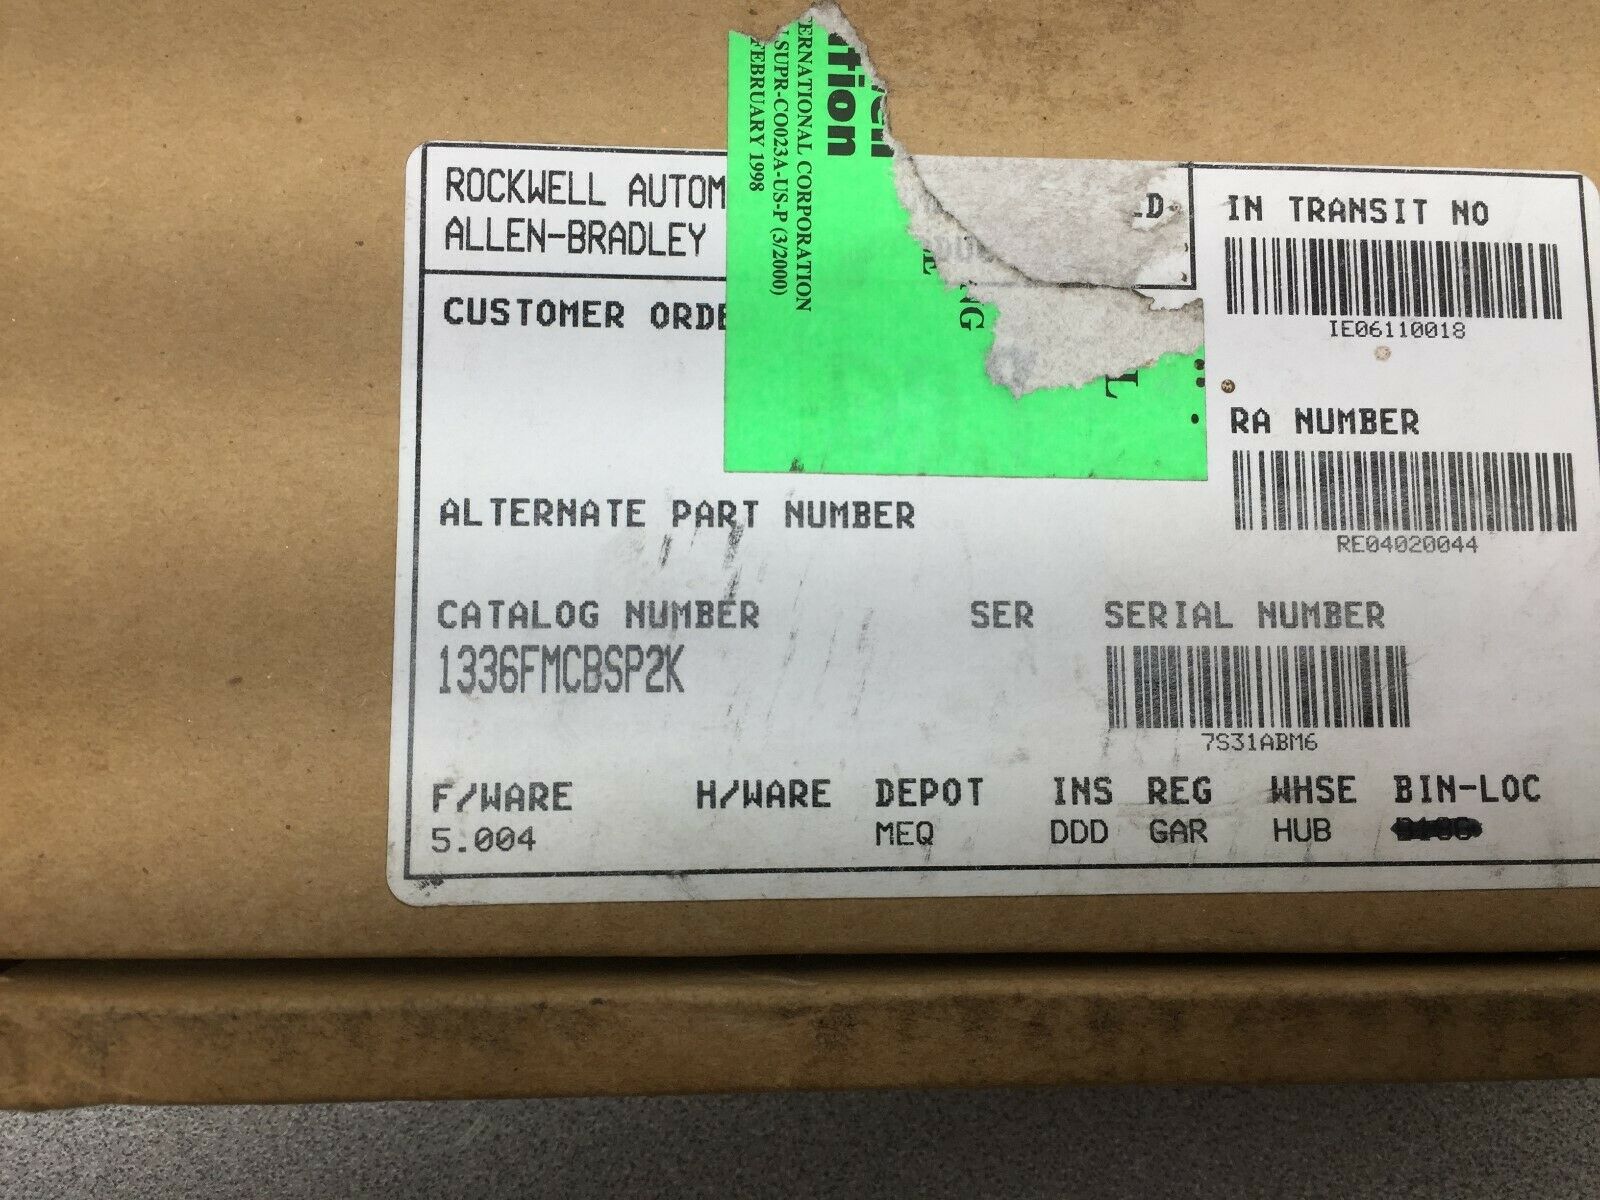 ROCKWELL AUTOM
ALLEN-BRADLEY
CUSTOMER ORDE
ALTERNATE PART NUMBER
CATALOG NUMBER
1336FMCBSP2K
SER
SERIAL NUMBER
7S31ABM6
F/WARE
5.004
H/WARE
DEPOT
MEQ
INS
DDD
REG
GAR
WHSE
HUB
BIN-LOC
IN TRANSIT NO
IE06110018
RA NUMBER
RE04020044
tion
ERNATIONAL CORPORATION
SUPR-CO023A-US-P (3/2000)
FEBRUARY 1998
NG
L